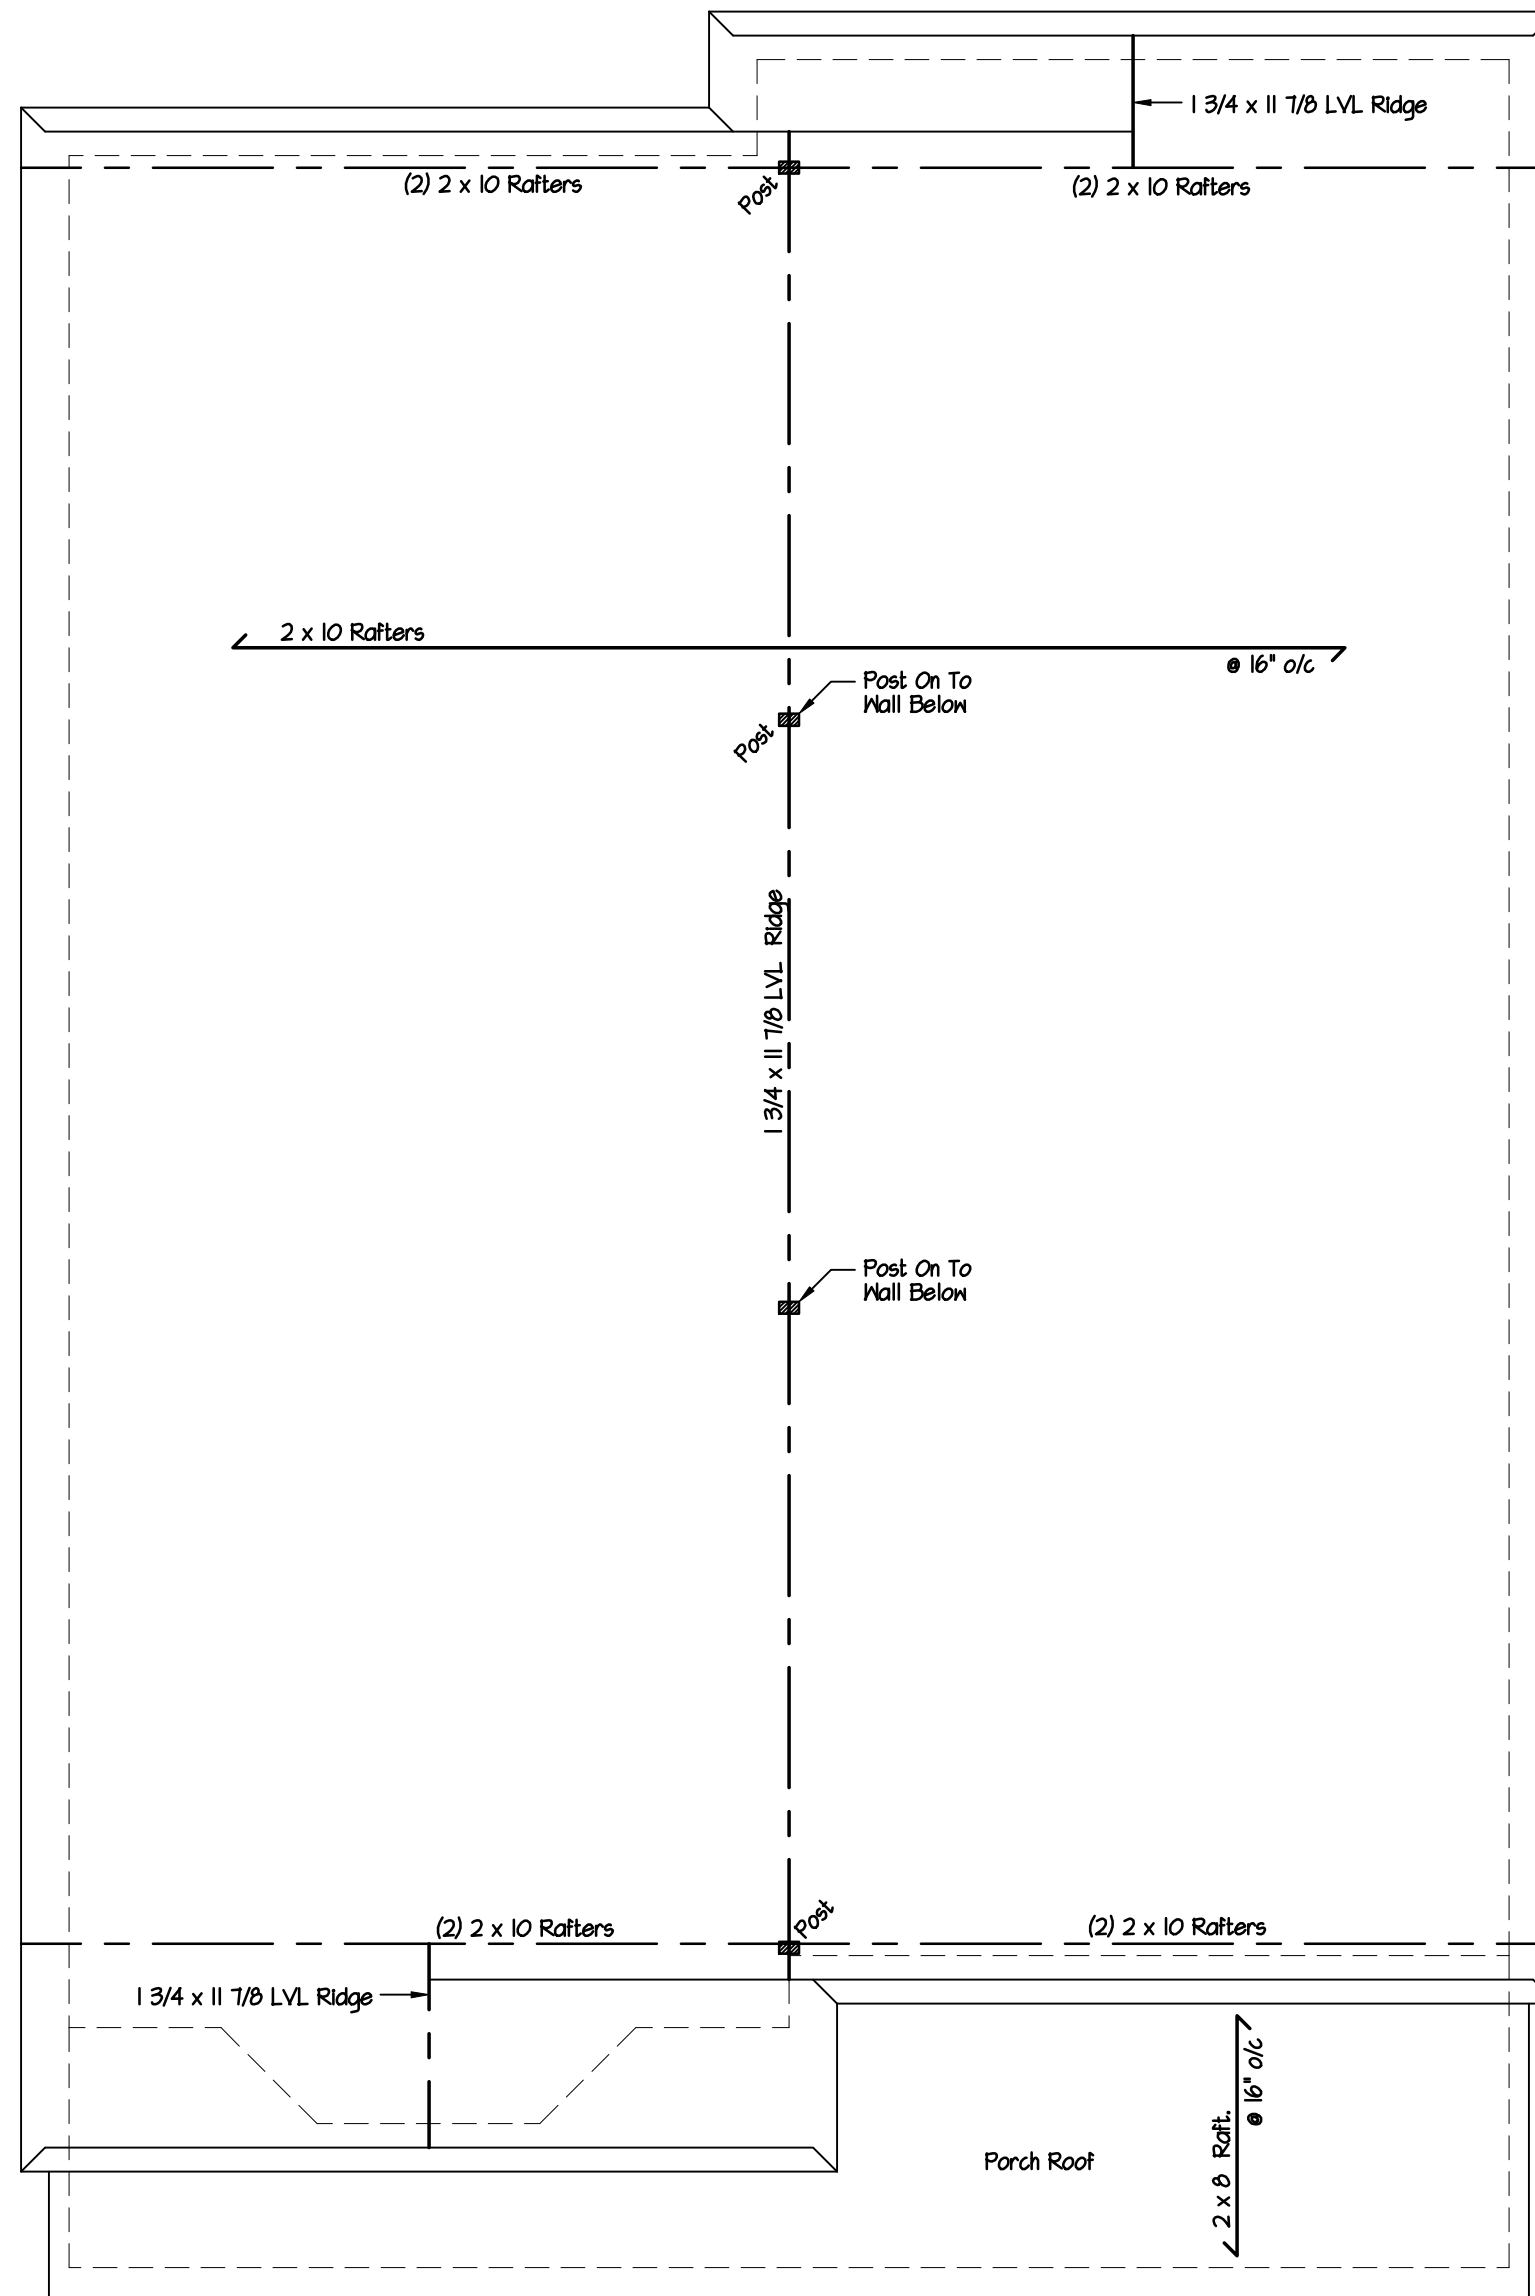 1 3/4 x 11 7/8 LVL Ridge
(2) 2 x 10 Rafters
(2) 2 x 10 Rafters
Post
2 x 10 Rafters
@ 16" o/c
Post On To
Wall Below
Post
1 3/4 x 11 7/8 LVL Ridge
Post On To
Wall Below
Post
(2) 2 x 10 Rafters
(2) 2 x 10 Rafters
1 3/4 x 11 7/8 LVL Ridge
@ 16" o/c
2 x 8 Raft.
Porch Roof